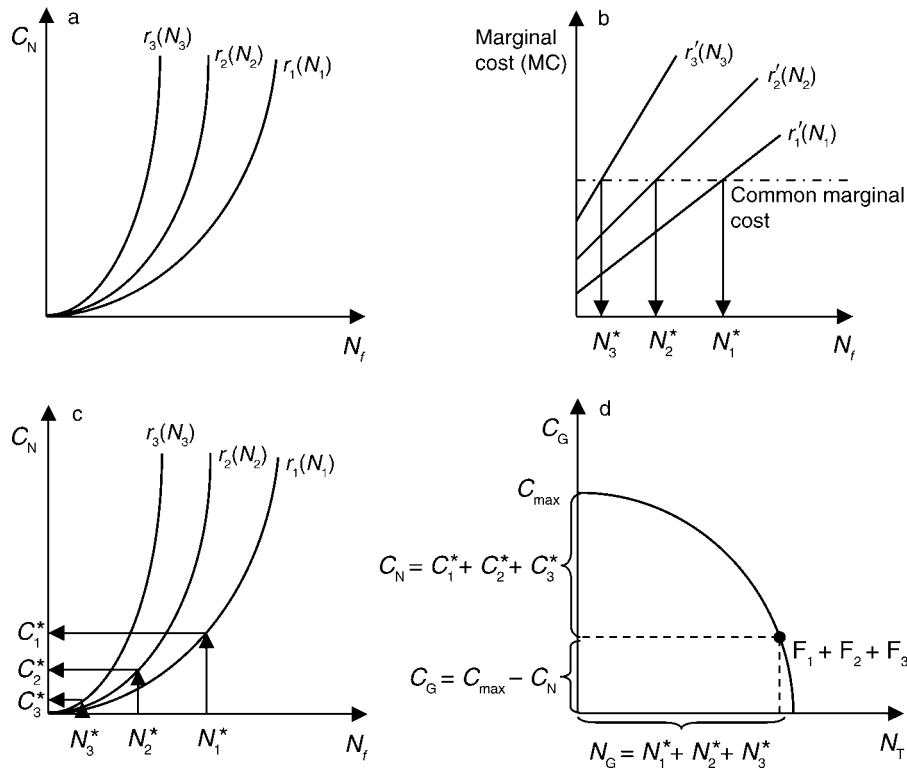 a
C_N
r_3(N_3)
r_2(N_2)
r_1(N_1)
N_f
b
Marginal
cost (MC)
r′_3(N_3)
r′_2(N_2)
r′_1(N_1)
Common marginal
cost
N_3^*
N_2^*
N_1^*
N_f
c
C_N
r_3(N_3)
r_2(N_2)
r_1(N_1)
C_1^*
C_2^*
C_3^*
N_3^*
N_2^*
N_1^*
N_f
d
C_G
C_max
C_N = C_1^* + C_2^* + C_3^*
F_1 + F_2 + F_3
C_G = C_max − C_N
N_T
N_G = N_1^* + N_2^* + N_3^*